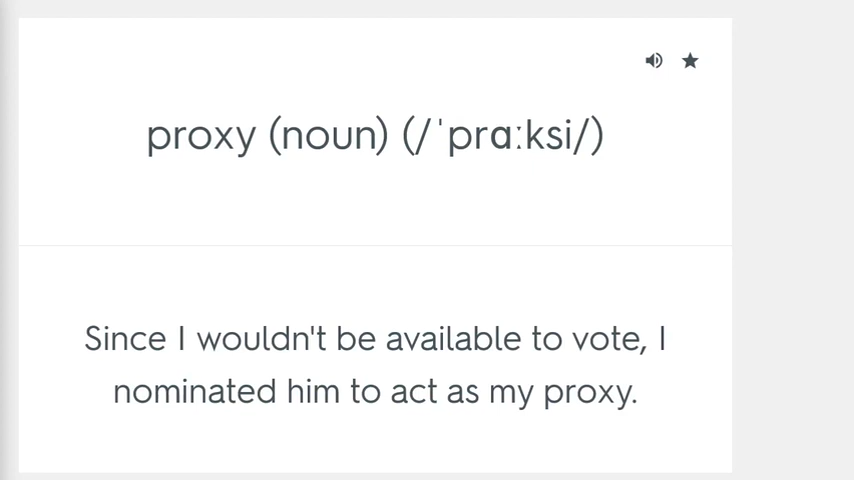 proxy (noun) (/ˈprɑːksi/)
Since I wouldn't be available to vote, I
nominated him to act as my proxy.